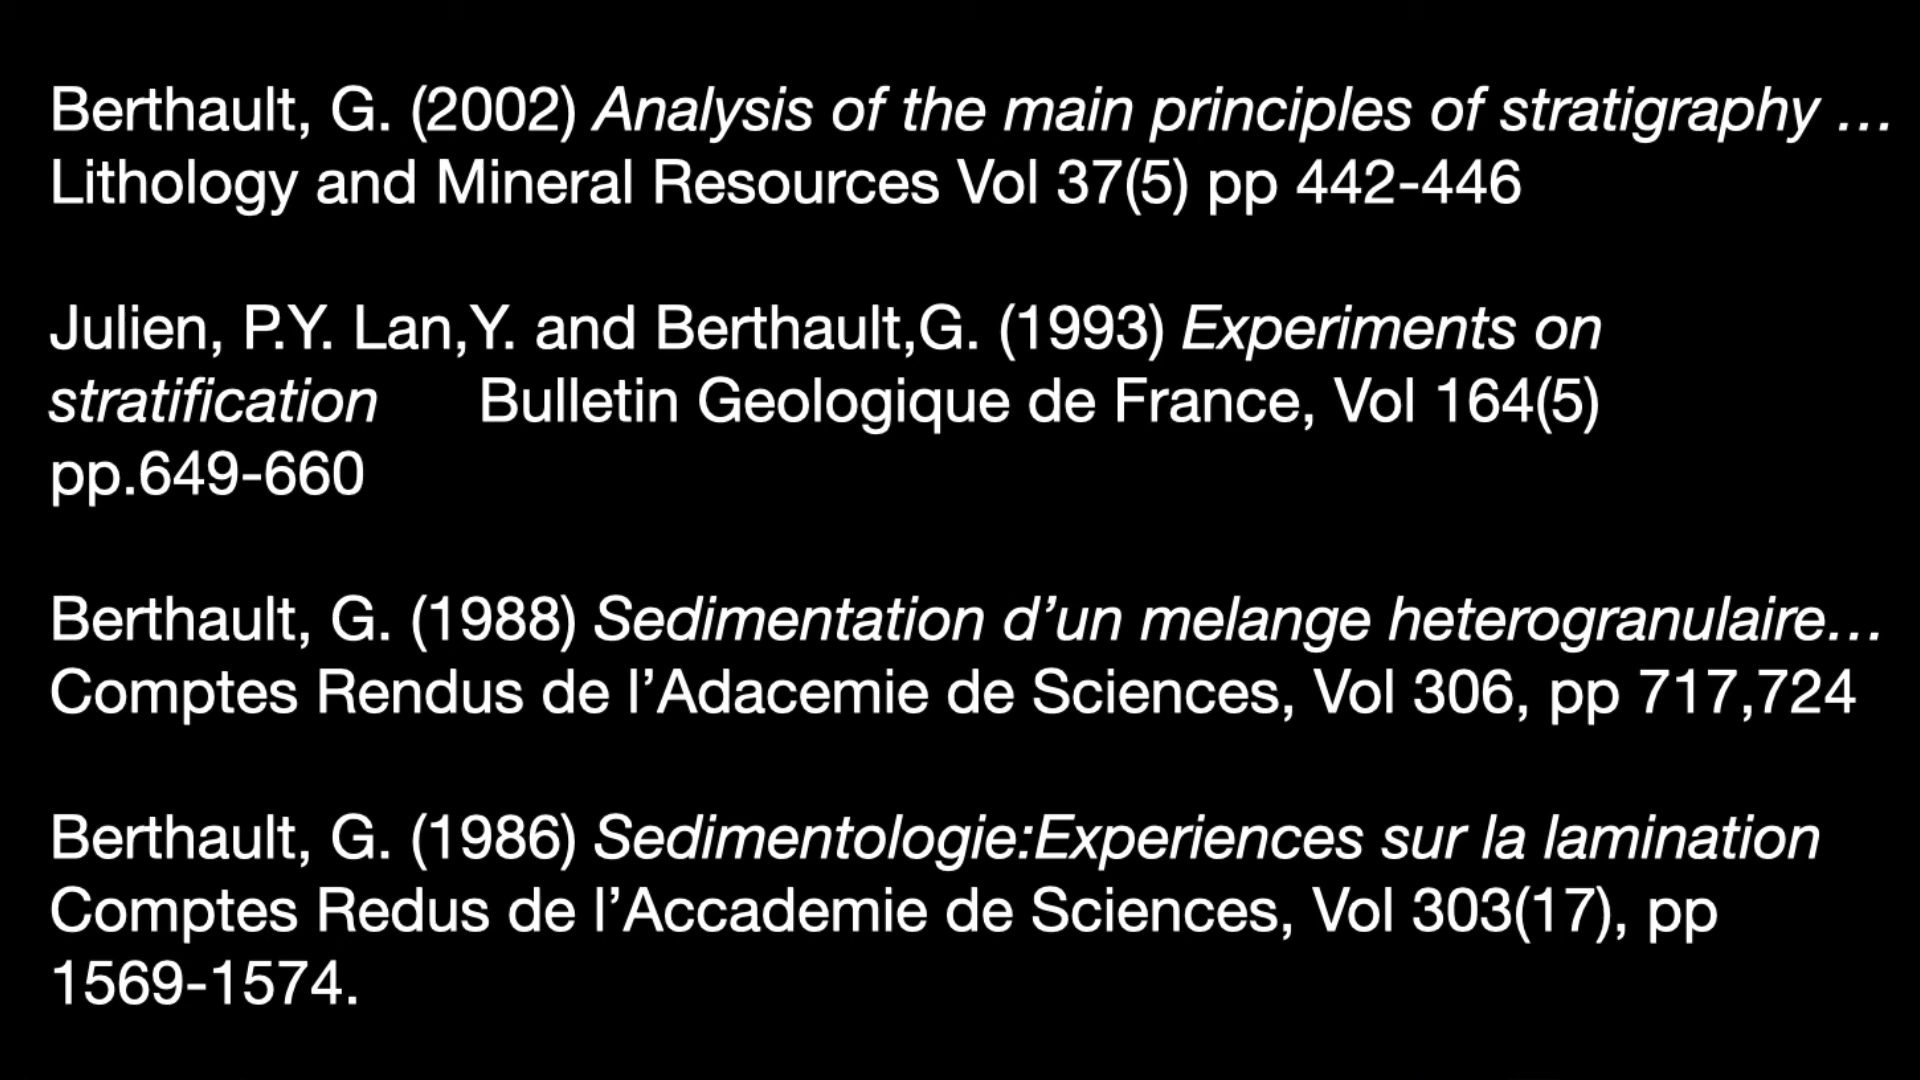 Berthault, G. (2002) Analysis of the main principles of stratigraphy …
Lithology and Mineral Resources Vol 37(5) pp 442-446
Julien, P.Y. Lan,Y. and Berthault,G. (1993) Experiments on
stratification Bulletin Geologique de France, Vol 164(5)
pp.649-660
Berthault, G. (1988) Sedimentation d’un melange heterogranulaire…
Comptes Rendus de l’Adacemie de Sciences, Vol 306, pp 717,724
Berthault, G. (1986) Sedimentologie:Experiences sur la lamination
Comptes Redus de l’Accademie de Sciences, Vol 303(17), pp
1569-1574.